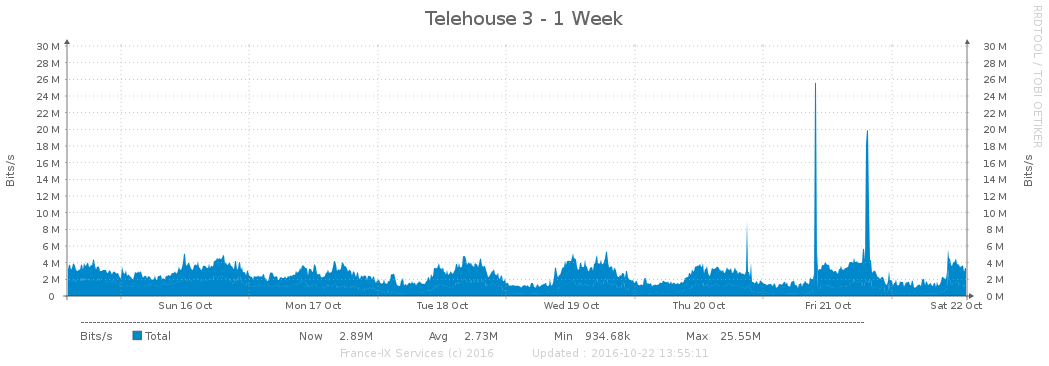 Telehouse 3 - 1 Week
RRDTOOL / TOBI OETIKER
Bits/s
30 M 30 M
28 M 28 M
26 M 26 M
24 M 24 M
22 M 22 M
20 M 20 M
18 M 18 M
16 M 16 M
14 M 14 M
12 M 12 M
10 M 10 M
8 M 8 M
6 M 6 M
4 M 4 M
2 M 2 M
0 0 M
Bits/s
Sun 16 Oct Mon 17 Oct Tue 18 Oct Wed 19 Oct Thu 20 Oct Fri 21 Oct Sat 22 Oct
Bits/s Total Now 2.89M Avg 2.73M Min 934.68k Max 25.55M
France-IX Services (c) 2016 Updated : 2016-10-22 13:55:11